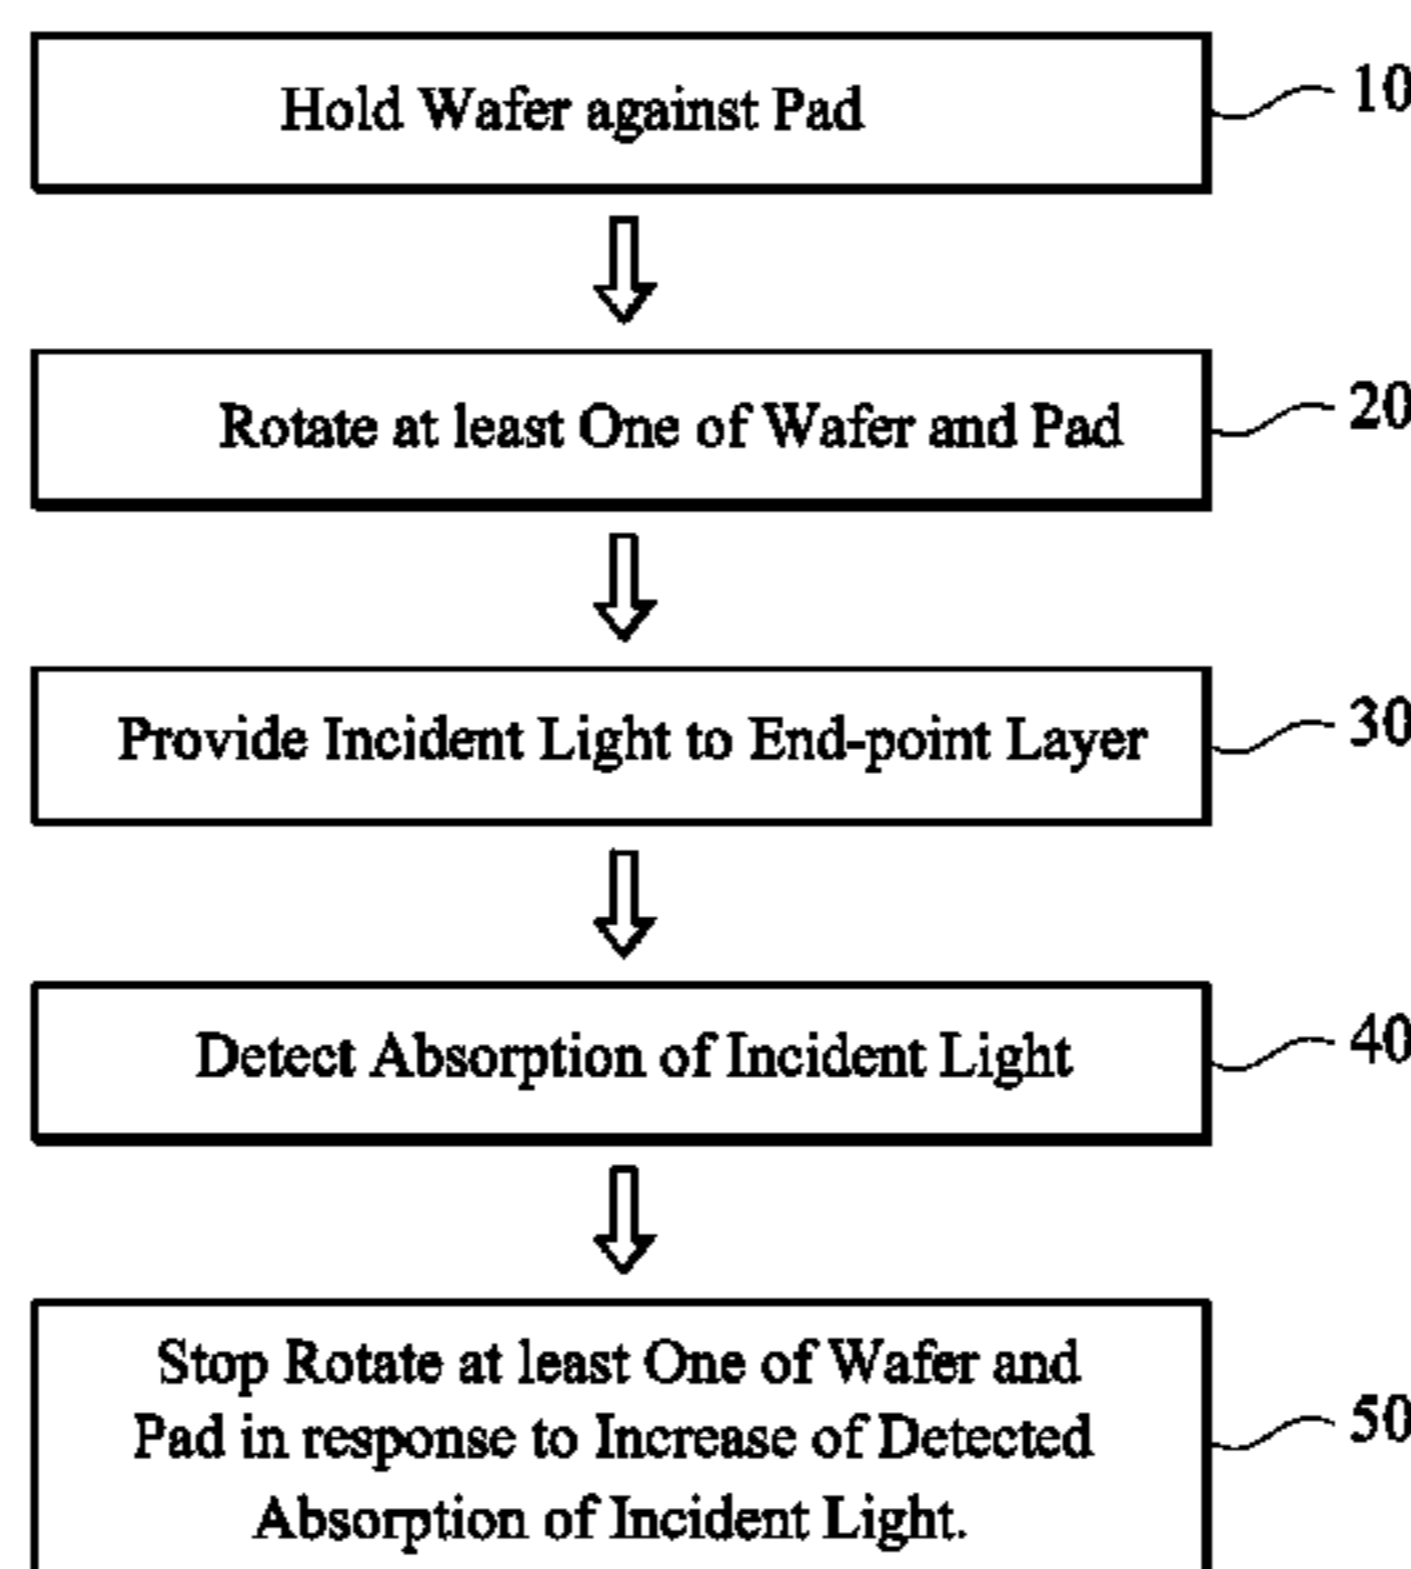 Hold Wafer against Pad
10
Rotate at least One of Wafer and Pad
20
Provide Incident Light to End-point Layer
30
Detect Absorption of Incident Light
40
Stop Rotate at least One of Wafer and
Pad in response to Increase of Detected
Absorption of Incident Light.
50